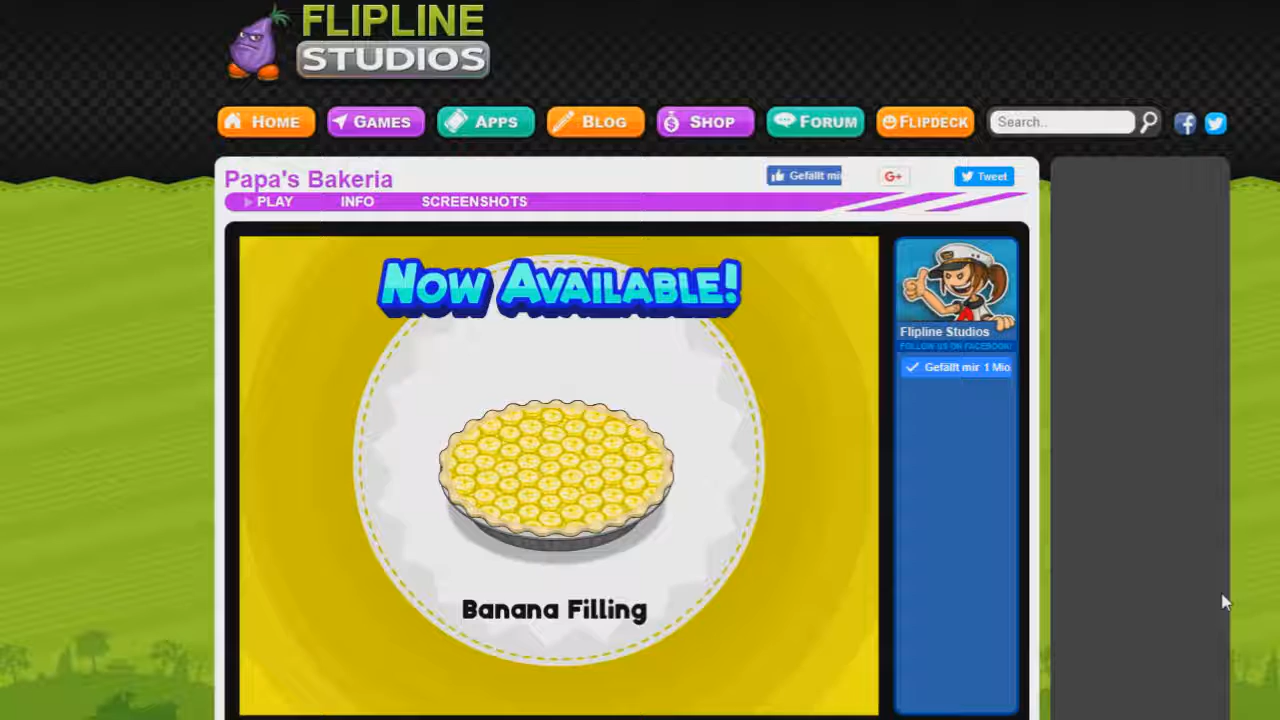 FLIPLINE
STUDIOS
HOME GAMES APPS BLOG SHOP FORUM FLIPDECK Search..
Papa's Bakeria
Gefällt mi G+ Tweet
PLAY INFO SCREENSHOTS
NOW AVAILABLE!
Banana Filling
Flipline Studios
FOLLOW US ON FACEBOOK!
Gefällt mir 1 Mio